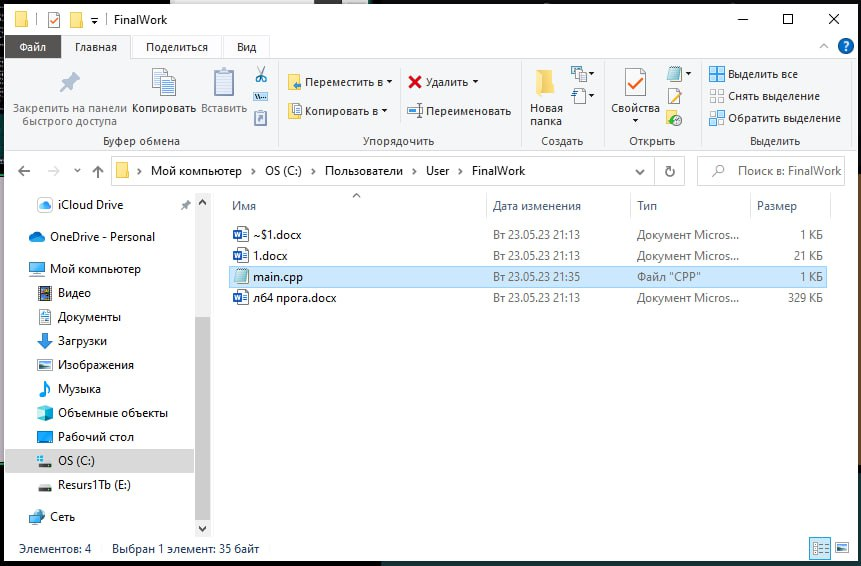 FinalWork
Файл Главная Поделиться Вид
Закрепить на панели быстрого доступа
Копировать
Вставить
Переместить в
Копировать в
Удалить
Переименовать
Новая папка
Свойства
Выделить все
Снять выделение
Обратить выделение
Буфер обмена Упорядочить Создать Открыть Выделить
Мой компьютер OS (C:) Пользователи User FinalWork Поиск в: FinalWork
iCloud Drive
OneDrive - Personal
Мой компьютер
Видео
Документы
Загрузки
Изображения
Музыка
Объемные объекты
Рабочий стол
OS (C:)
Resurs1Tb (E:)
Сеть
Имя Дата изменения Тип Размер
~$1.docx Вт 23.05.23 21:13 Документ Micros... 1 КБ
1.docx Вт 23.05.23 21:13 Документ Micros... 21 КБ
main.cpp Вт 23.05.23 21:35 Файл "CPP" 1 КБ
л64 прога.docx Вт 23.05.23 21:13 Документ Micros... 329 КБ
Элементов: 4 Выбран 1 элемент: 35 байт